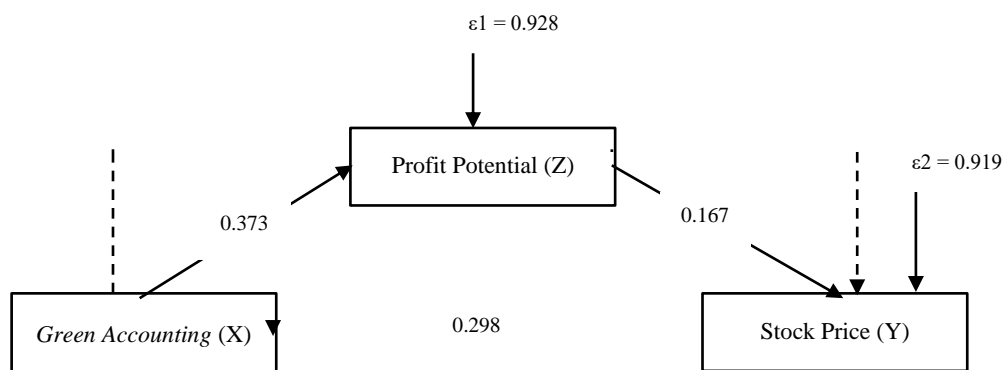 ε1 = 0.928
Profit Potential (Z)
ε2 = 0.919
0.373
0.167
Green Accounting (X)
0.298
Stock Price (Y)